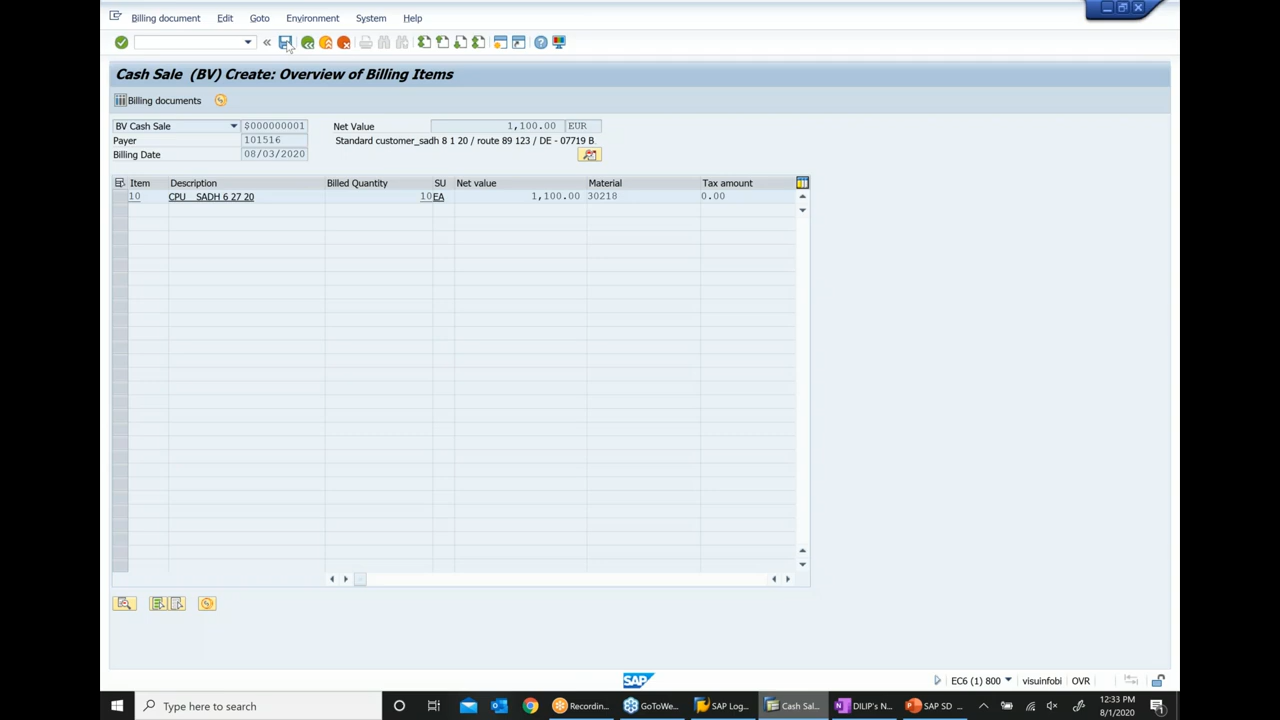 Billing document Edit Goto Environment System Help
Cash Sale (BV) Create: Overview of Billing Items
Billing documents
BV Cash Sale $000000001 Net Value 1,100.00 EUR
Payer 101516 Standard customer_sadh 8 1 20 / route 89 123 / DE - 07719 B
Billing Date 08/03/2020
Item Description Billed Quantity SU Net value Material Tax amount
10 CPU SADH 6 27 20 10 EA 1,100.00 30218 0.00
SAP EC6 (1) 800 visuinfobi OVR
Type here to search Recordin... GoToWe... SAP Log... Cash Sal... DILIP's N... SAP SD ... 12:33 PM
8/1/2020